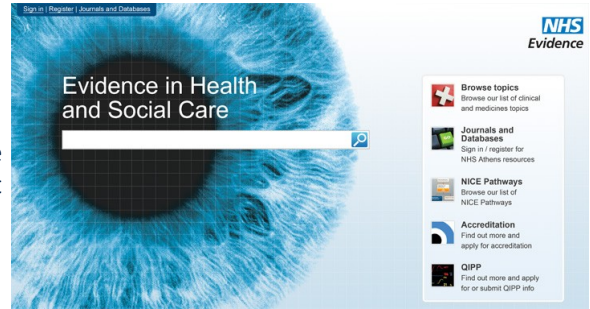 Sign in | Register | Journals and Databases
NHS
Evidence
Evidence in Health
and Social Care
Browse topics
Browse our list of clinical
and medicines topics
Journals and
Databases
Sign in / register for
NHS Athens resources
NICE Pathways
Browse our list of
NICE Pathways
Accreditation
Find out more and
apply for accreditation
QIPP
Find out more and apply
for or submit QIPP info